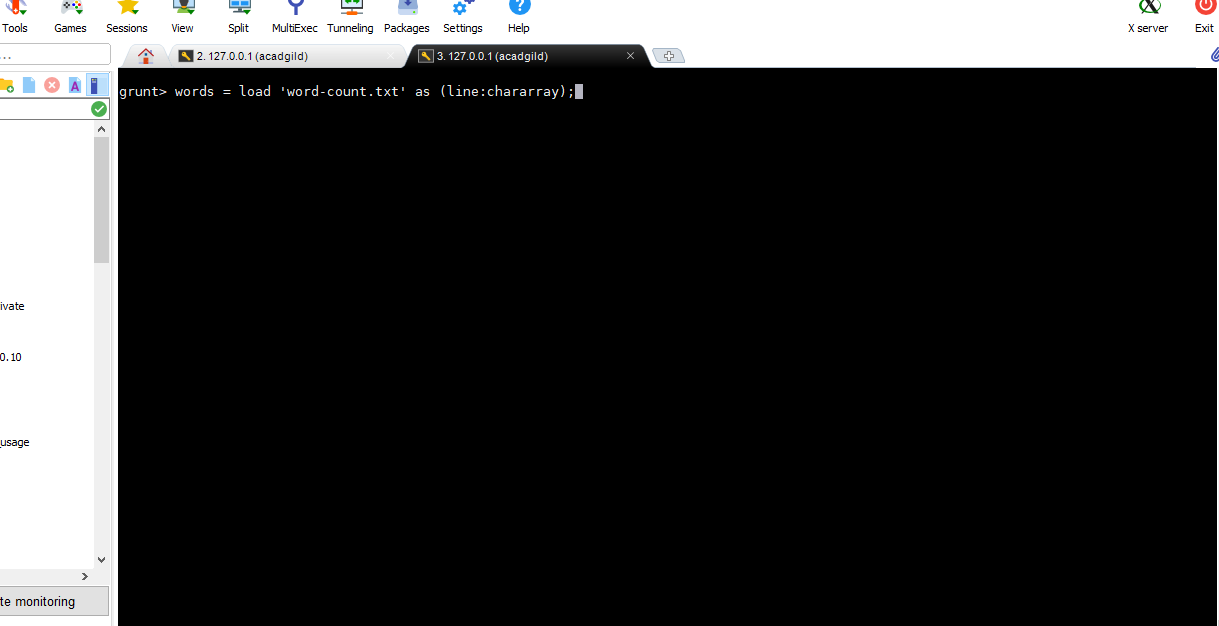 Tools Games Sessions View Split MultiExec Tunneling Packages Settings Help X server Exit
... 2. 127.0.0.1 (acadgild) 3. 127.0.0.1 (acadgild)
A
grunt> words = load 'word-count.txt' as (line:chararray);
ivate
0.10
usage
te monitoring